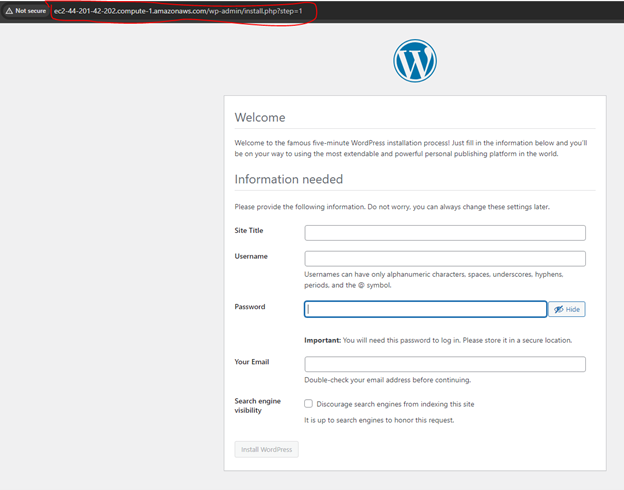 Not secure ec2-44-201-42-202.compute-1.amazonaws.com/wp-admin/install.php?step=1
Welcome
Welcome to the famous five-minute WordPress installation process! Just fill in the information below and you'll
be on your way to using the most extendable and powerful personal publishing platform in the world.
Information needed
Please provide the following information. Do not worry, you can always change these settings later.
Site Title
Username
Usernames can have only alphanumeric characters, spaces, underscores, hyphens,
periods, and the @ symbol.
Password
Hide
Important: You will need this password to log in. Please store it in a secure location.
Your Email
Double-check your email address before continuing.
Search engine
visibility
Discourage search engines from indexing this site
It is up to search engines to honor this request.
Install WordPress